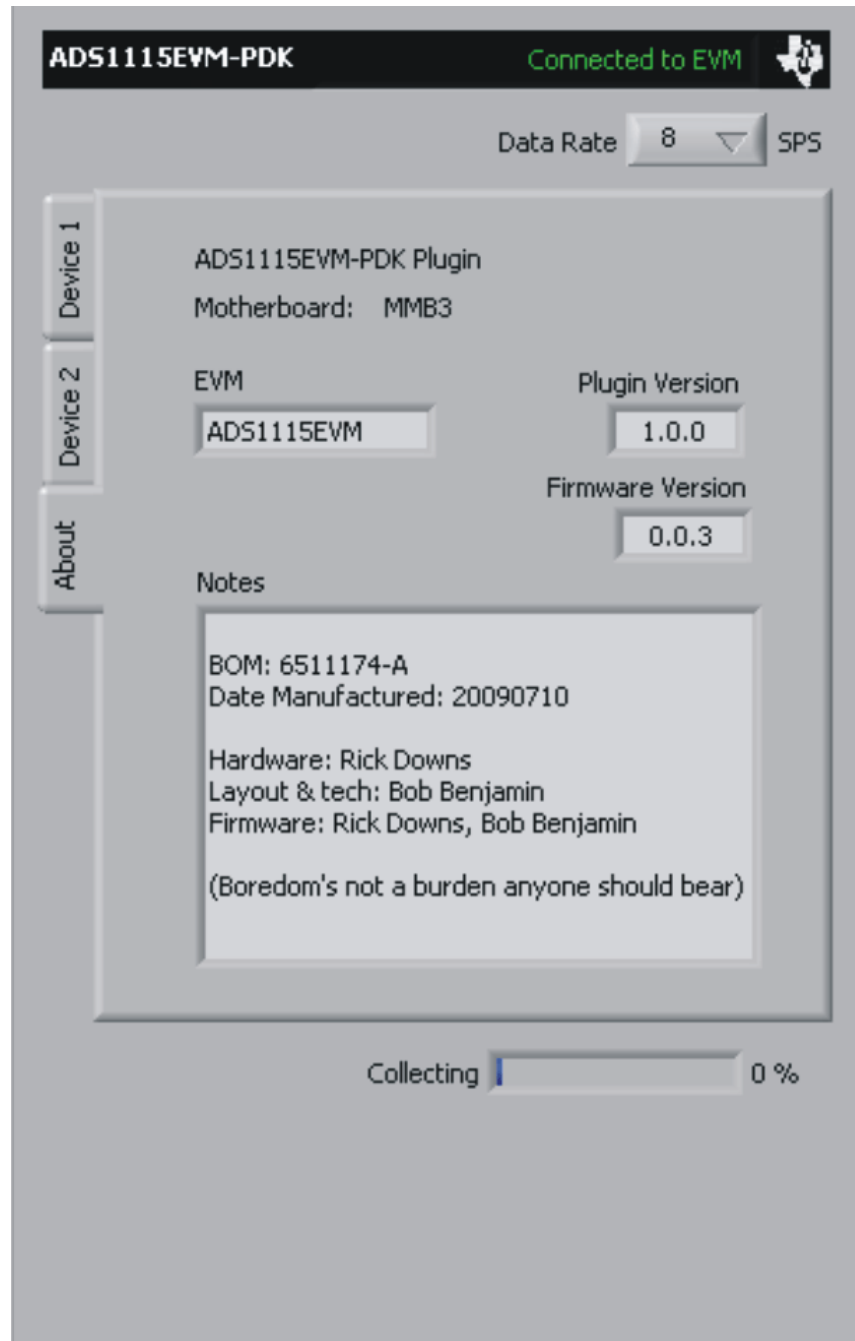 ADS1115EVM-PDK Connected to EVM
Data Rate 8 SPS
Device 1
Device 2
About
ADS1115EVM-PDK Plugin
Motherboard: MMB3
EVM
ADS1115EVM
Plugin Version
1.0.0
Firmware Version
0.0.3
Notes
BOM: 6511174-A
Date Manufactured: 20090710
Hardware: Rick Downs
Layout & tech: Bob Benjamin
Firmware: Rick Downs, Bob Benjamin
(Boredom's not a burden anyone should bear)
Collecting 0 %